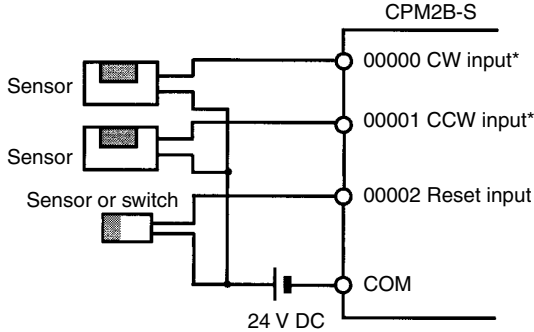 CPM2B-S
00000 CW input*
Sensor
00001 CCW input*
Sensor
Sensor or switch
00002 Reset input
COM
24 V DC